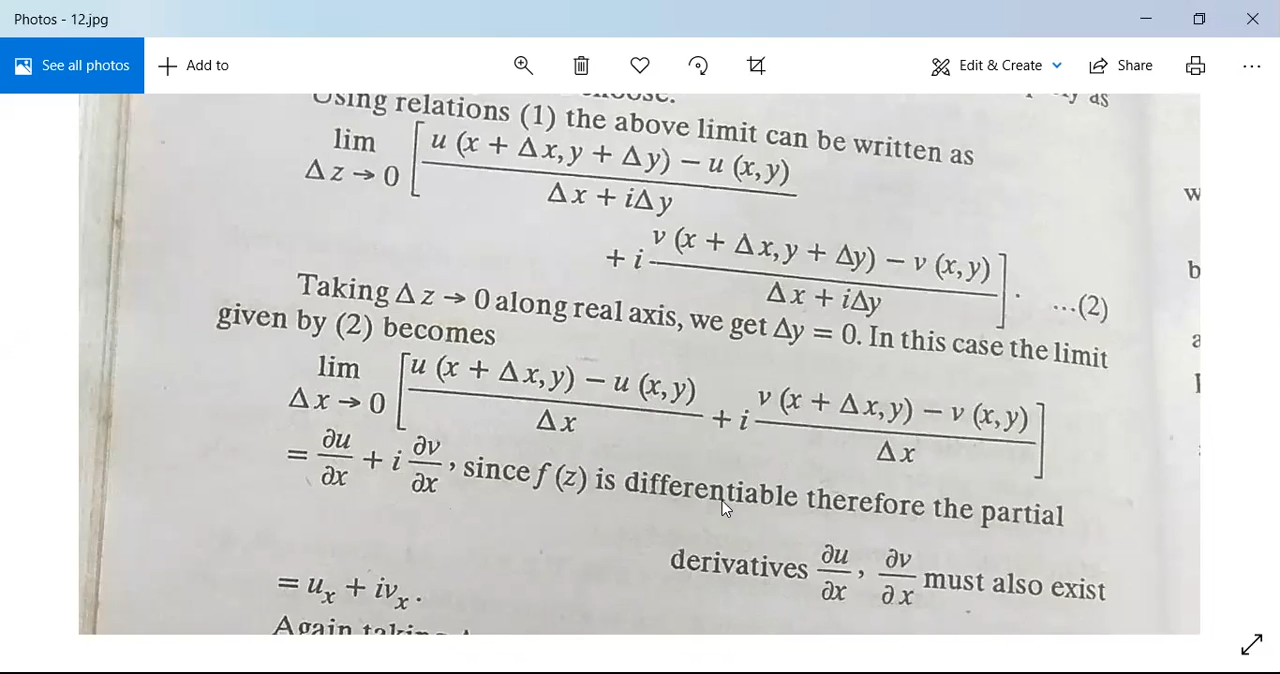 Photos - 12.jpg
See all photos
Add to
Edit & Create
Share
Using relations (1) the above limit can be written as
lim Δz → 0 [ u (x + Δx, y + Δy) − u (x,y) / Δx + iΔy
+ i v (x + Δx, y + Δy) − v (x,y) / Δx + iΔy ] . ...(2)
Taking Δz → 0 along real axis, we get Δy = 0. In this case the limit
given by (2) becomes
lim Δx → 0 [ u (x + Δx, y) − u (x,y) / Δx + i v (x + Δx, y) − v (x,y) / Δx ]
= ∂u/∂x + i ∂v/∂x , since f (z) is differentiable therefore the partial
derivatives ∂u/∂x , ∂v/∂x must also exist
= uₓ + ivₓ .
Again